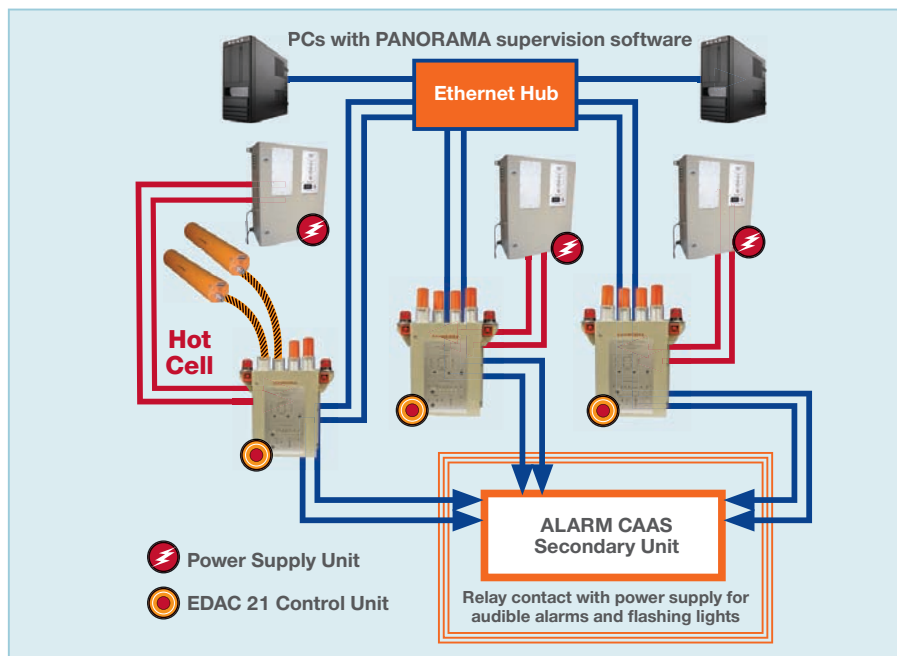 PCs with PANORAMA supervision software
Ethernet Hub
Hot
Cell
ALARM CAAS
Secondary Unit
Relay contact with power supply for
audible alarms and flashing lights
Power Supply Unit
EDAC 21 Control Unit